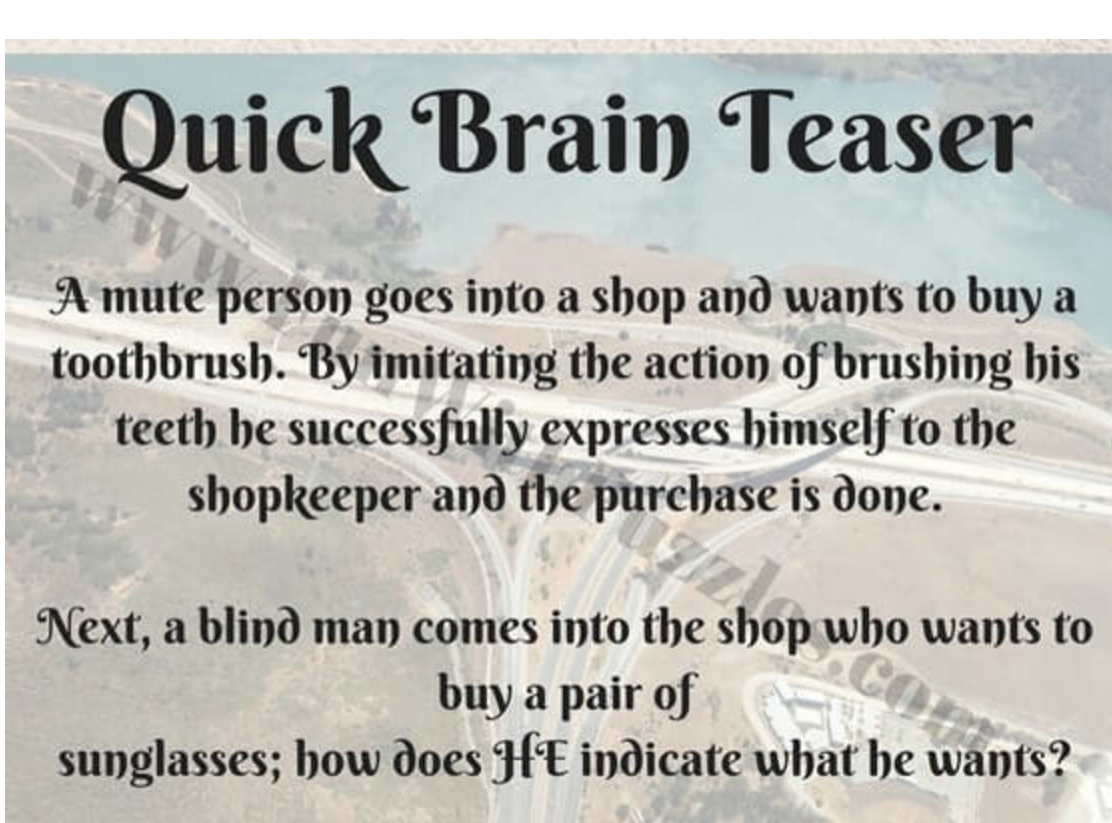 Quick Brain Teaser
A mute person goes into a shop and wants to buy a
toothbrush. By imitating the action of brushing his
teeth he successfully expresses himself to the
shopkeeper and the purchase is done.
Next, a blind man comes into the shop who wants to
buy a pair of
sunglasses; how does HE indicate what he wants?